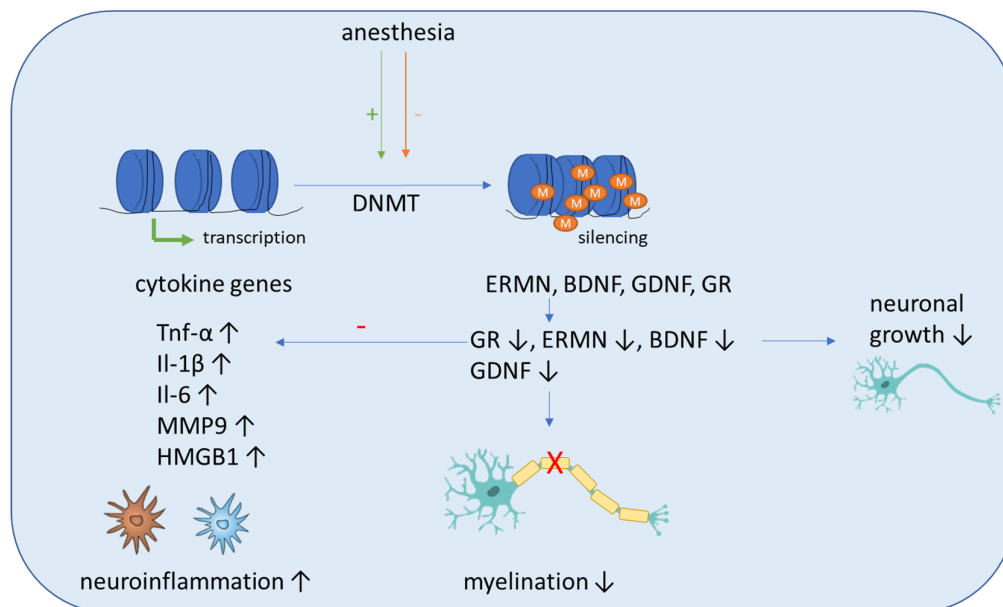 anesthesia
+ -
DNMT
M M M M M M M
transcription
silencing
cytokine genes
Tnf-α ↑
Il-1β ↑
Il-6 ↑
MMP9 ↑
HMGB1 ↑
neuroinflammation ↑
-
ERMN, BDNF, GDNF, GR
GR ↓, ERMN ↓, BDNF ↓
GDNF ↓
X
myelination ↓
neuronal
growth ↓